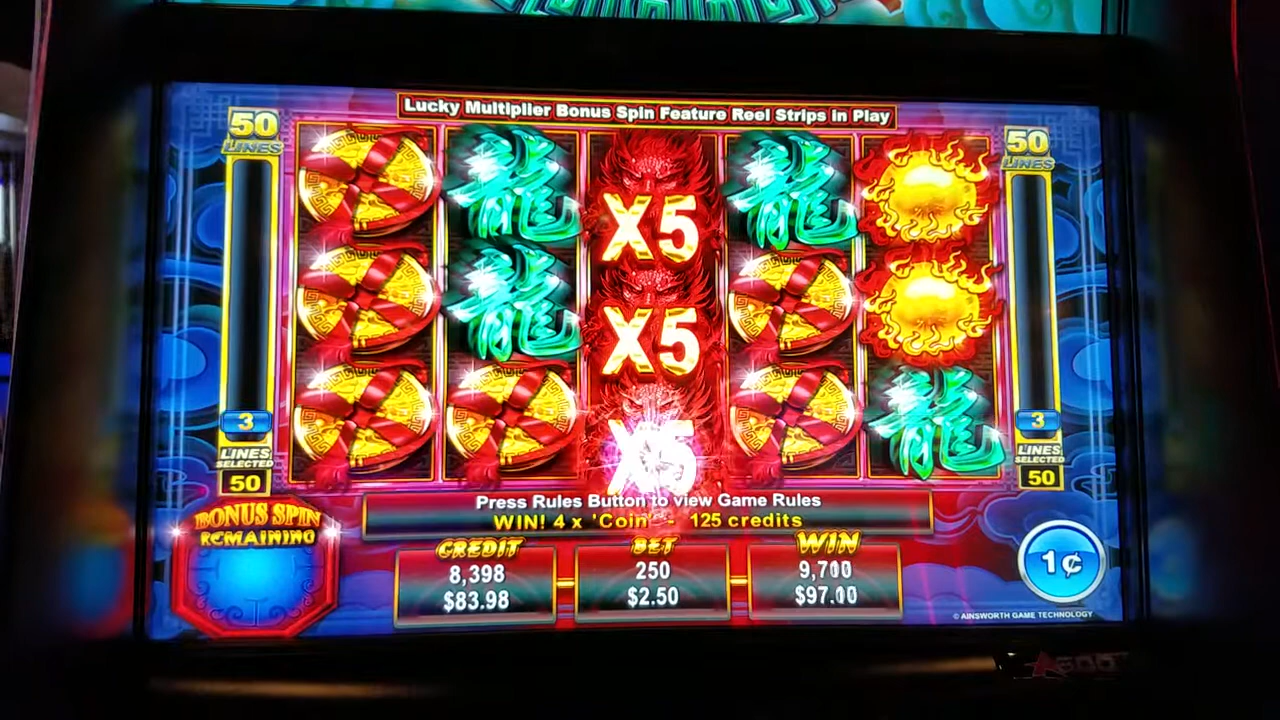 Lucky Multiplier Bonus Spin Feature Reel Strips in Play
50
LINES
50
LINES
龍
龍
X5
X5
X5
龍
龍
3
LINES
SELECTED
50
3
LINES
SELECTED
50
Press Rules Button to view Game Rules
WIN! 4 x 'Coin' - 125 credits
BONUS SPIN
REMAINING
CREDIT
8,398
$83.98
BET
250
$2.50
WIN
9,700
$97.00
1¢
© AINSWORTH GAME TECHNOLOGY